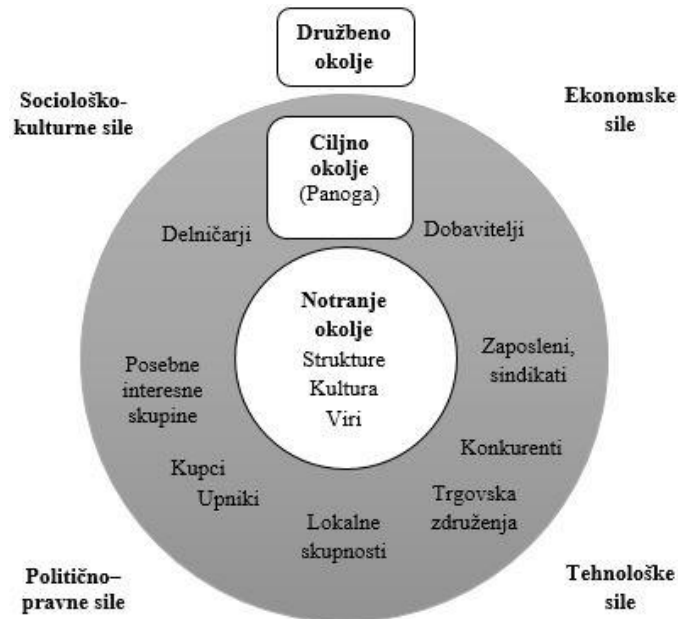 Družbeno
okolje
Sociološko-
kulturne sile
Ekonomske
sile
Ciljno
okolje
(Panoga)
Delničarji
Dobavitelji
Notranje
okolje
Strukture
Kultura
Viri
Zaposleni,
sindikati
Posebne
interesne
skupine
Konkurenti
Kupci
Upniki
Trgovska
združenja
Lokalne
skupnosti
Politično–
pravne sile
Tehnološke
sile